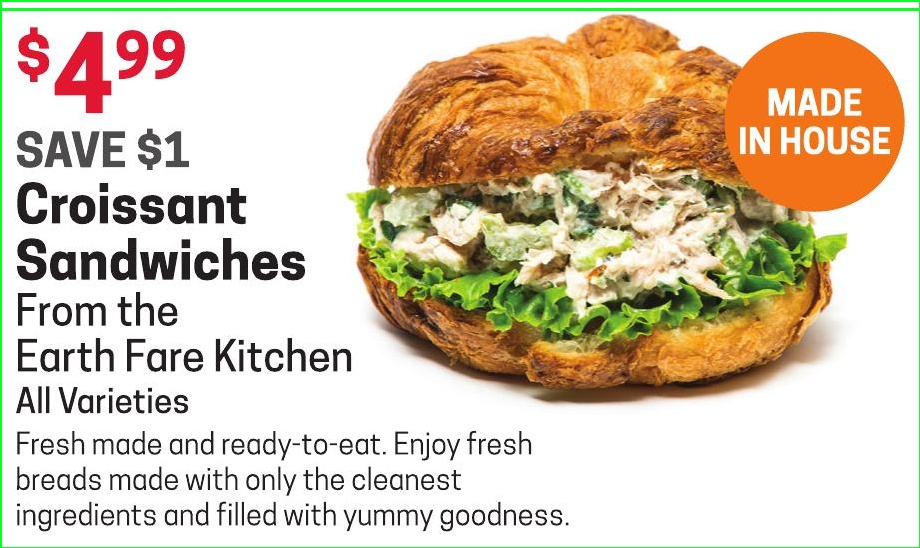 $4.99
SAVE $1
Croissant
Sandwiches
From the
Earth Fare Kitchen
All Varieties
Fresh made and ready-to-eat. Enjoy fresh
breads made with only the cleanest
ingredients and filled with yummy goodness.
MADE
IN HOUSE